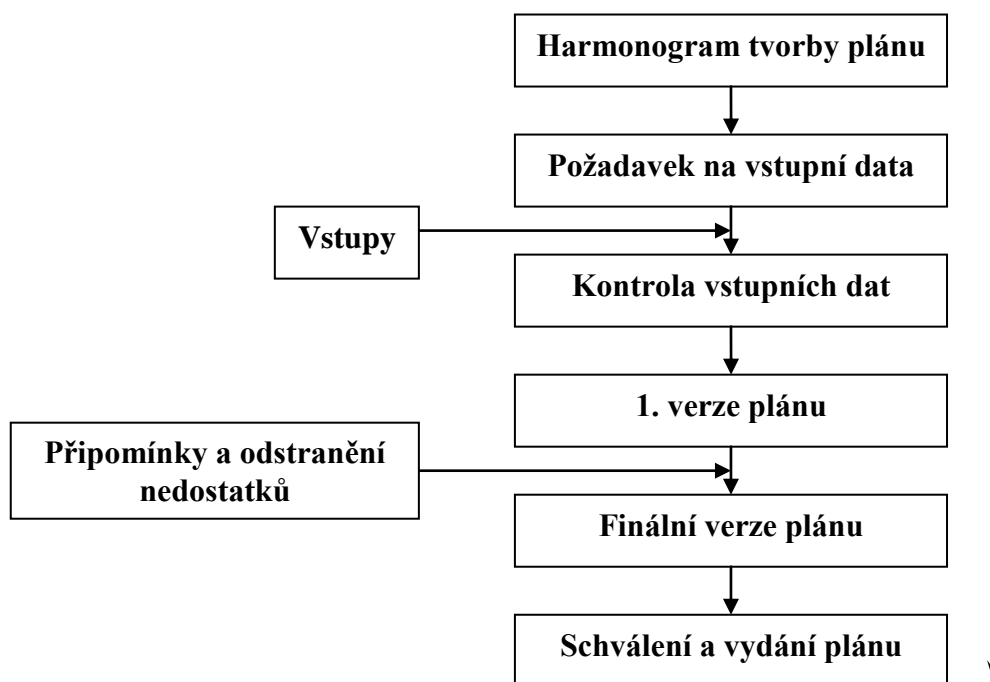 Harmonogram tvorby plánu
Požadavek na vstupní data
Vstupy
Kontrola vstupních dat
1. verze plánu
Připomínky a odstranění
nedostatků
Finální verze plánu
Schválení a vydání plánu